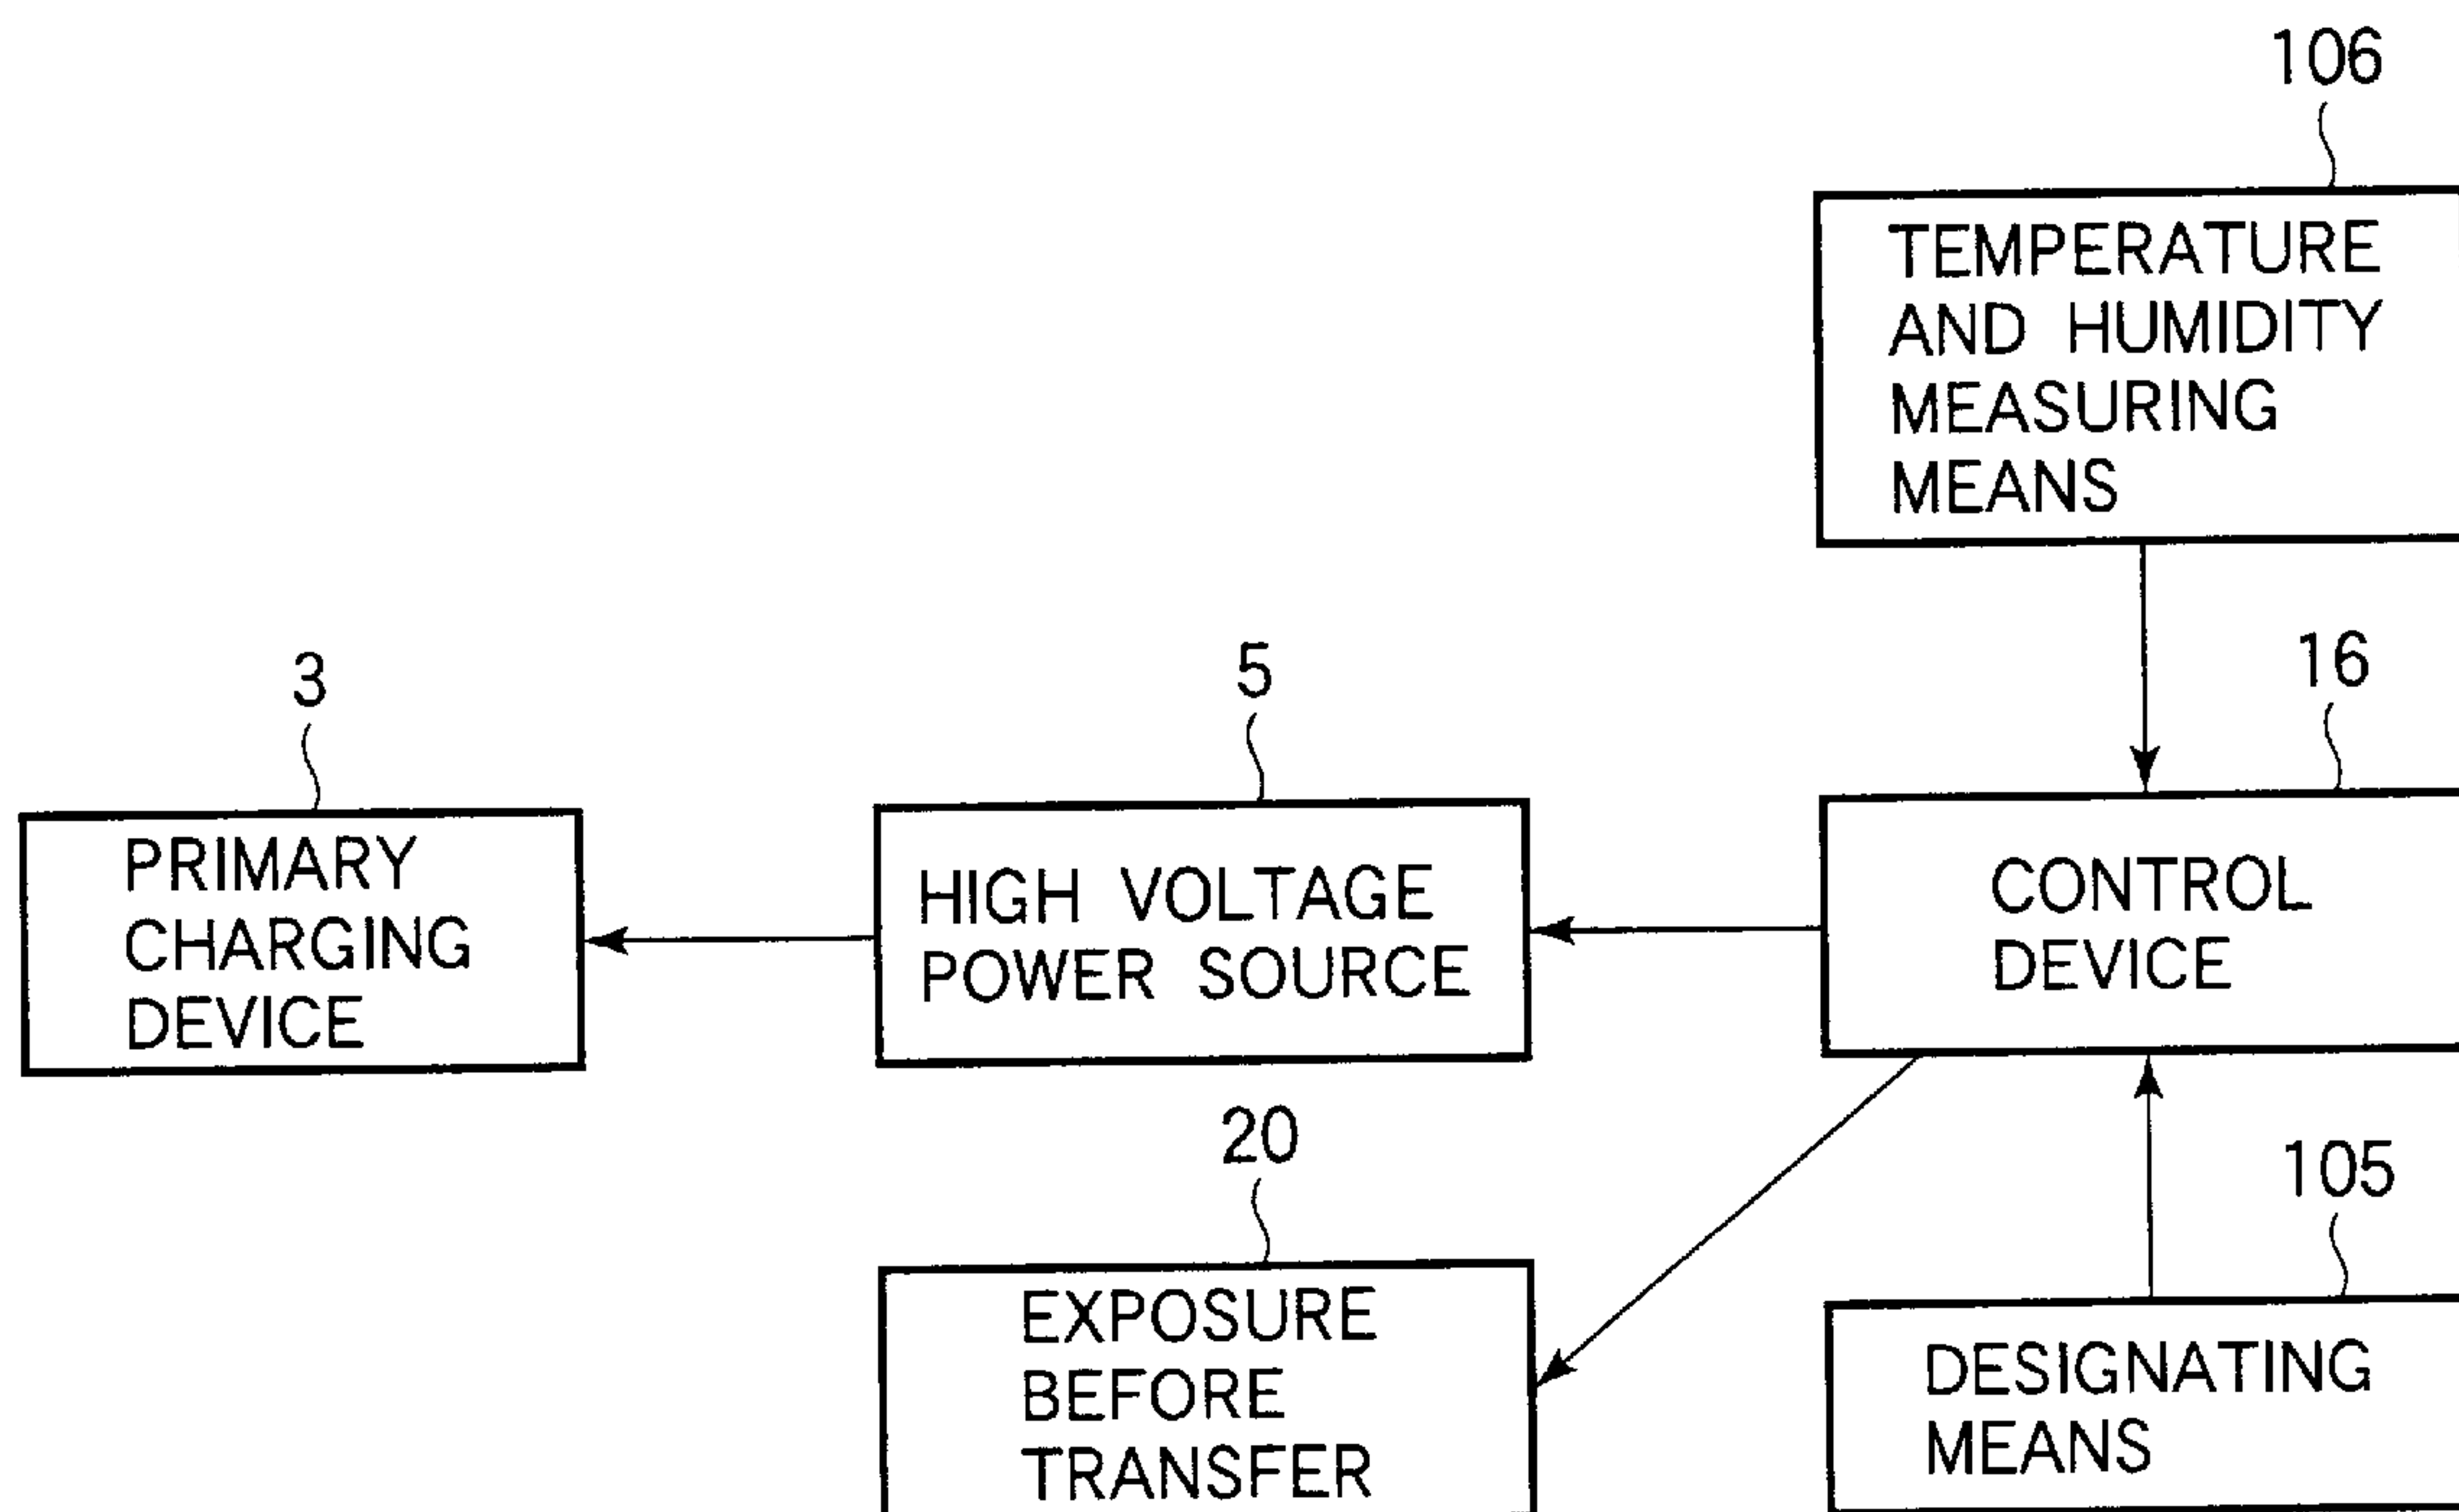 106
TEMPERATURE
AND HUMIDITY
MEASURING
MEANS
3
5
16
PRIMARY
CHARGING
DEVICE
HIGH VOLTAGE
POWER SOURCE
CONTROL
DEVICE
20
105
EXPOSURE
BEFORE
TRANSFER
DESIGNATING
MEANS